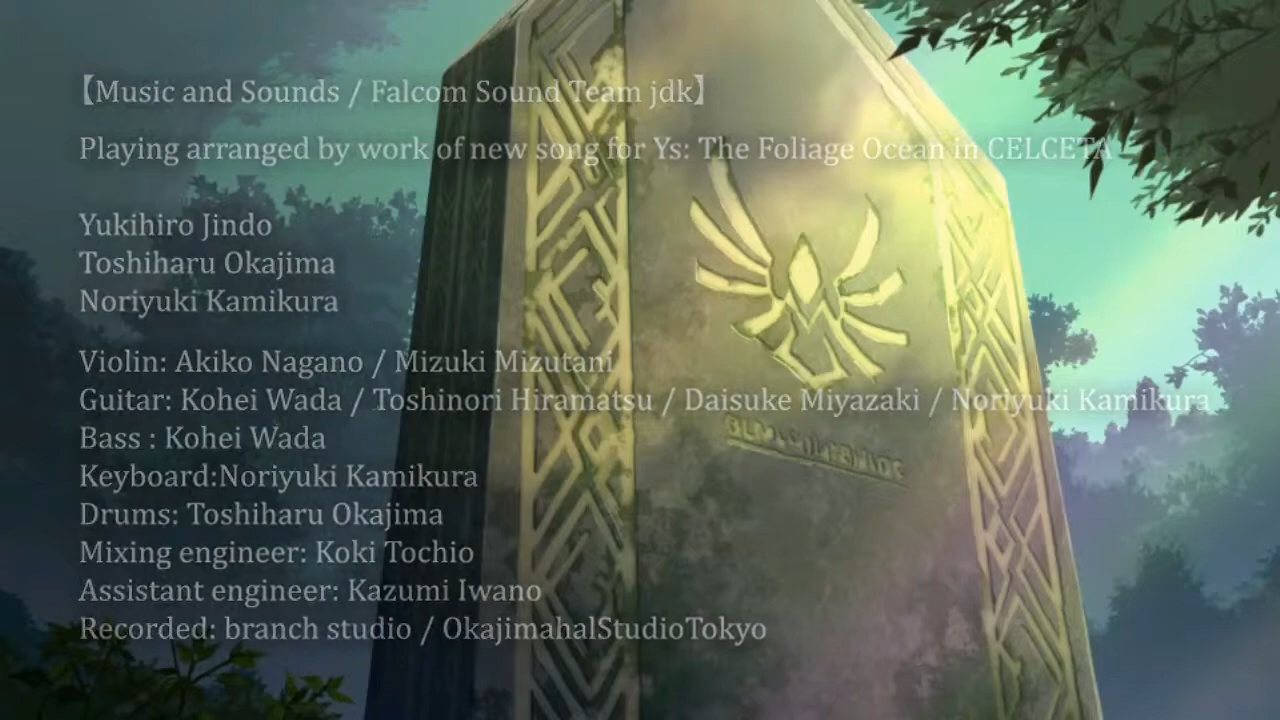 【Music and Sounds / Falcom Sound Team jdk】
Playing arranged by work of new song for Ys: The Foliage Ocean in CELCETA
Yukihiro Jindo
Toshiharu Okajima
Noriyuki Kamikura
Violin: Akiko Nagano / Mizuki Mizutani
Guitar: Kohei Wada / Toshinori Hiramatsu / Daisuke Miyazaki / Noriyuki Kamikura
Bass : Kohei Wada
Keyboard:Noriyuki Kamikura
Drums: Toshiharu Okajima
Mixing engineer: Koki Tochio
Assistant engineer: Kazumi Iwano
Recorded: branch studio / OkajimahalStudioTokyo